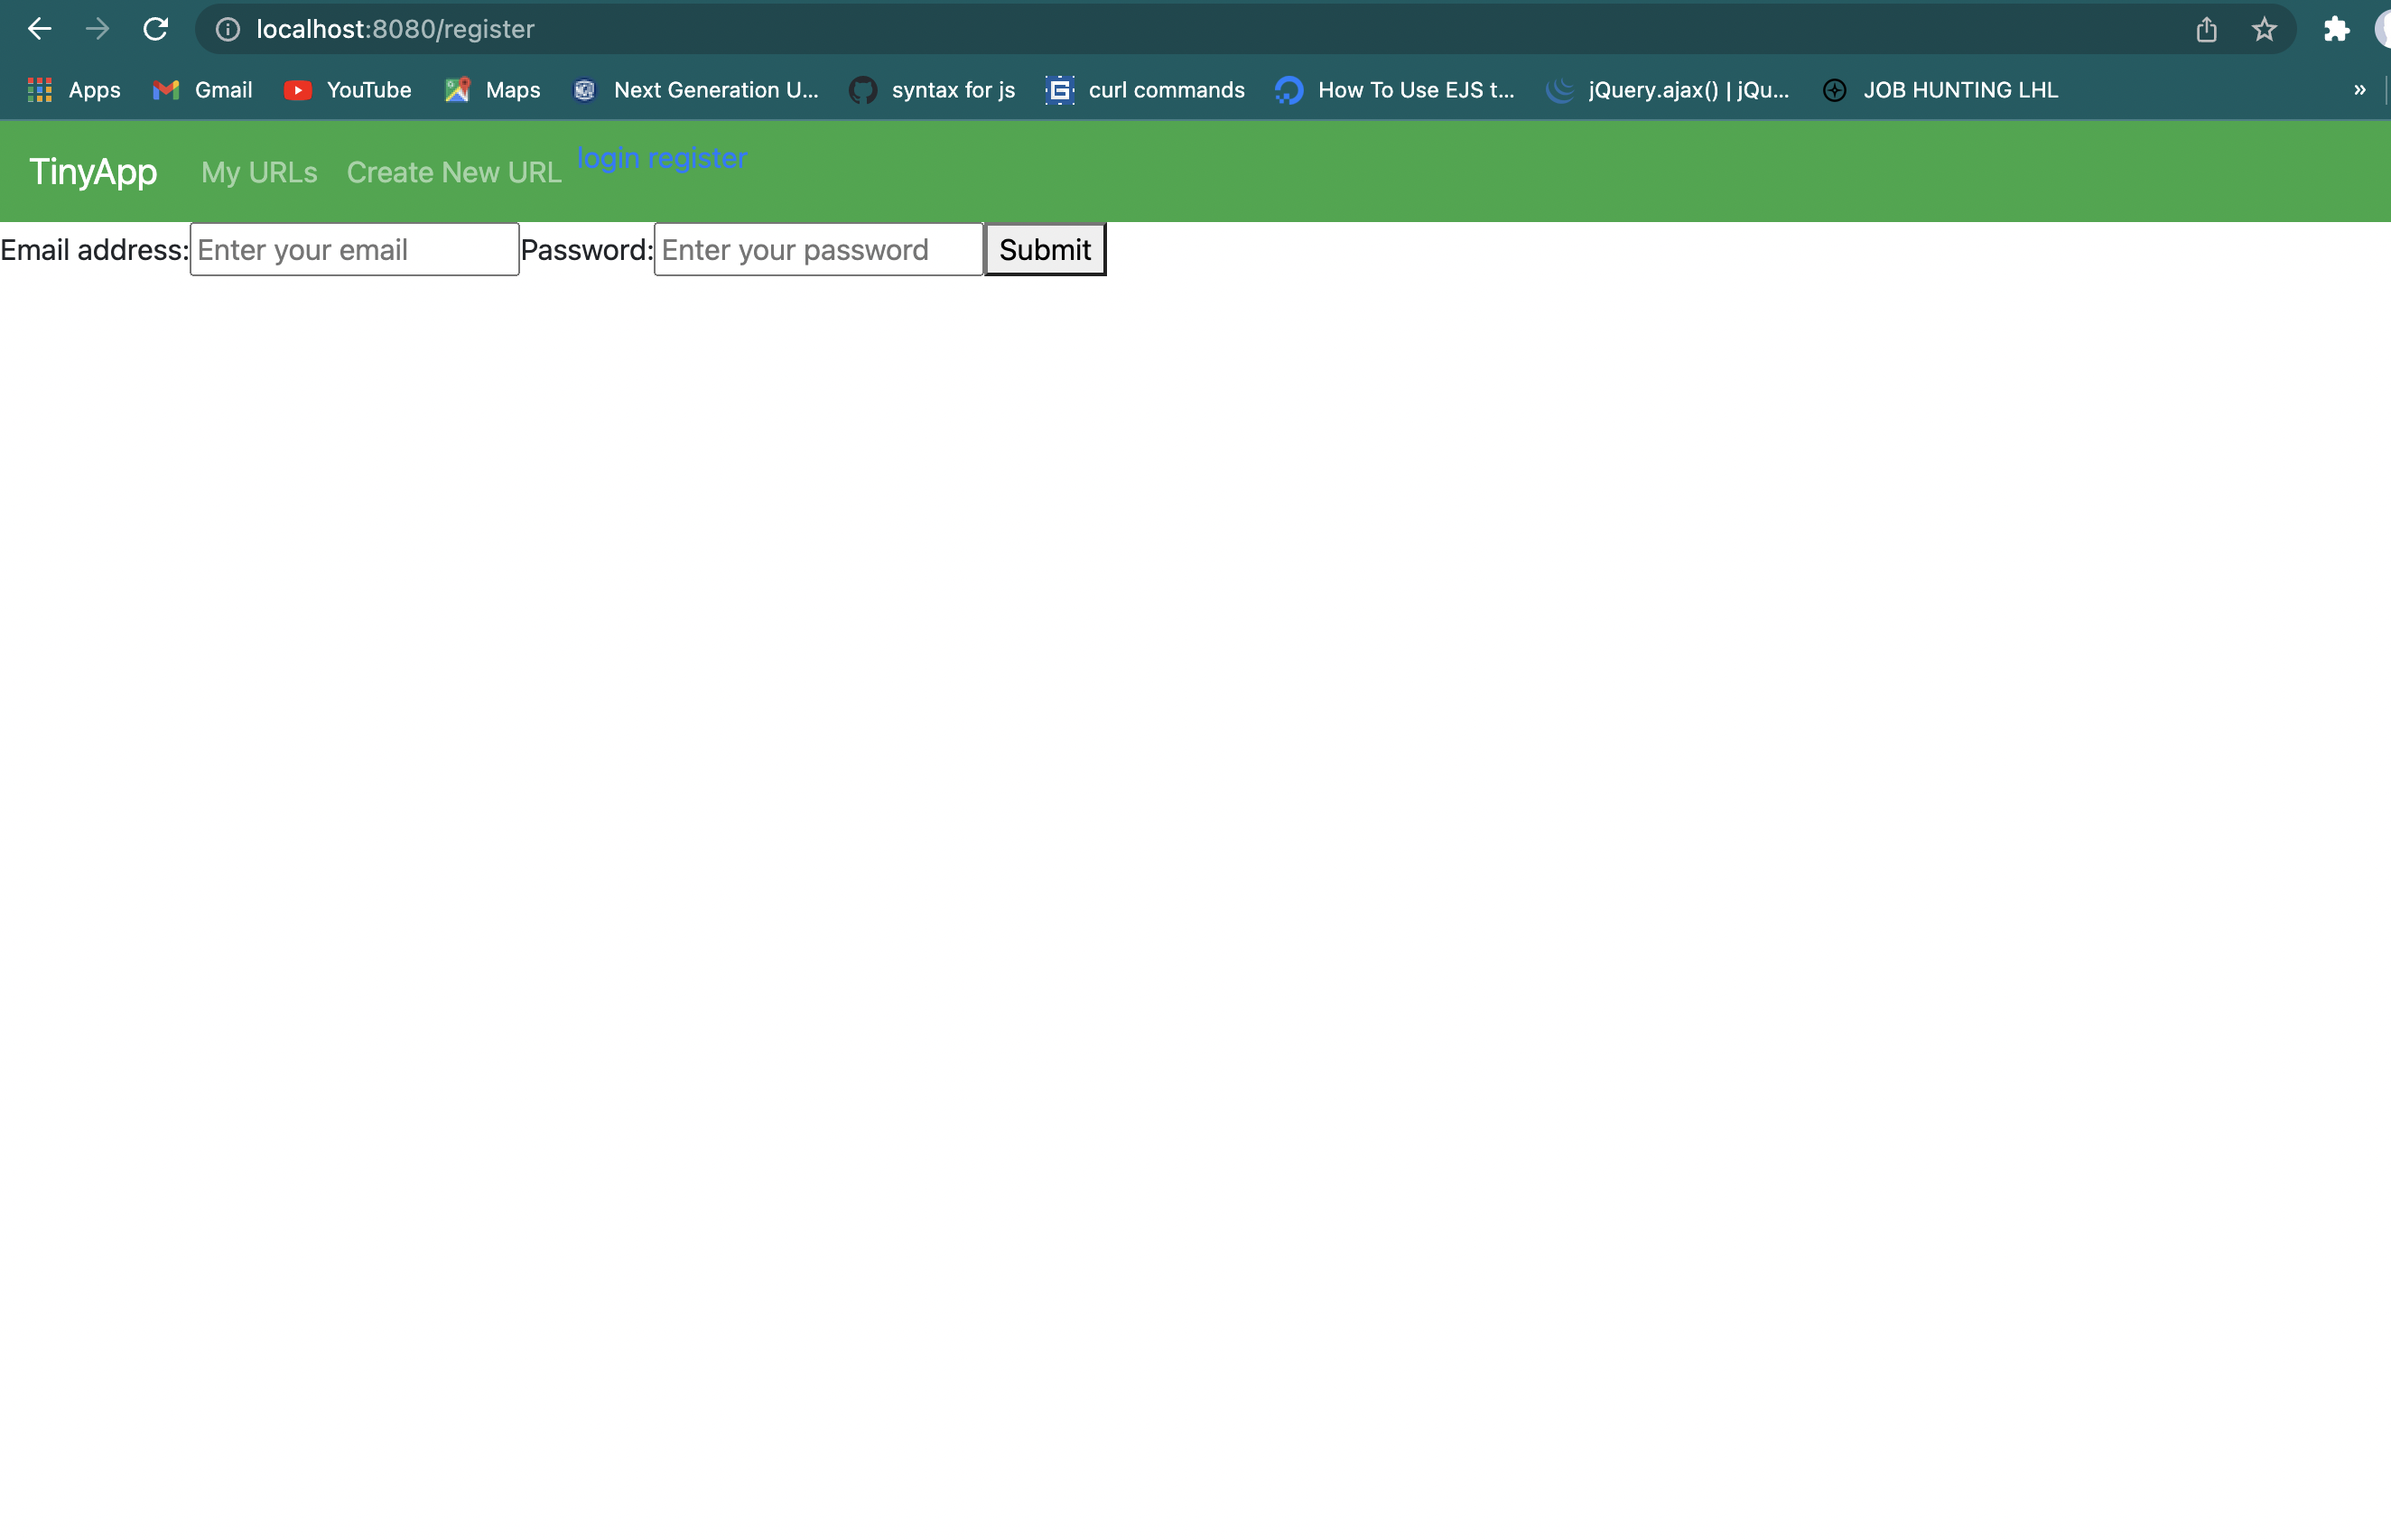 localhost:8080/register
Apps Gmail YouTube Maps Next Generation U... syntax for js curl commands How To Use EJS t... jQuery.ajax() | jQu... JOB HUNTING LHL »
TinyApp My URLs Create New URL login register
Email address: Enter your email Password: Enter your password Submit